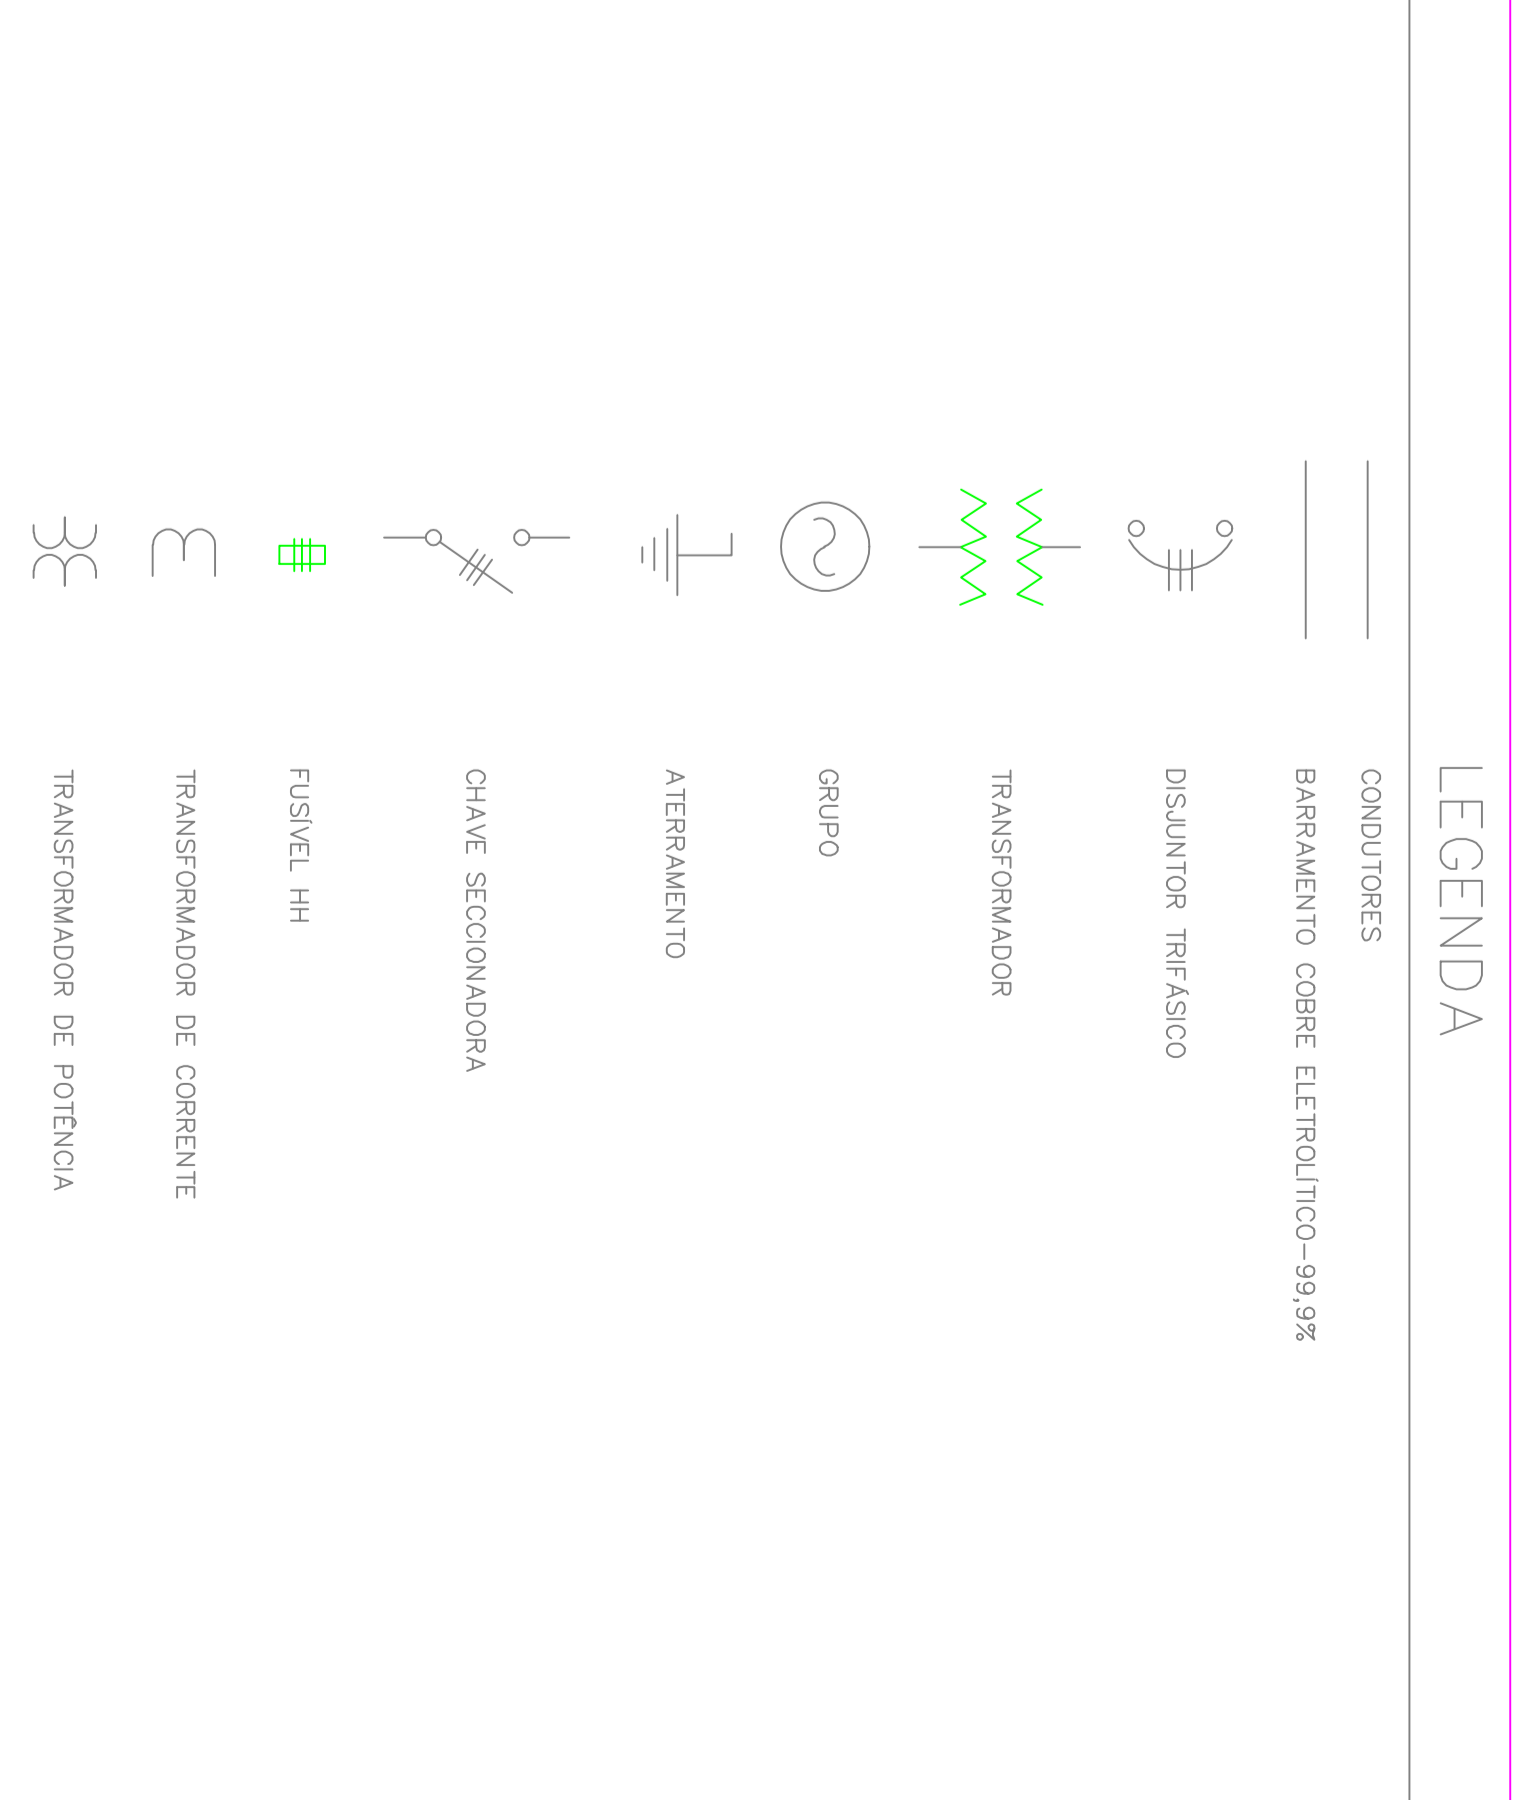 LEGENDA
CONDUTORES
BARRAMENTO COBRE ELETROLÍTICO-99,9%
DISJUNTOR TRIFÁSICO
TRANSFORMADOR
GRUPO
ATERRAMENTO
CHAVE SECCIONADORA
FUSÍVEL HH
TRANSFORMADOR DE CORRENTE
TRANSFORMADOR DE POTÊNCIA